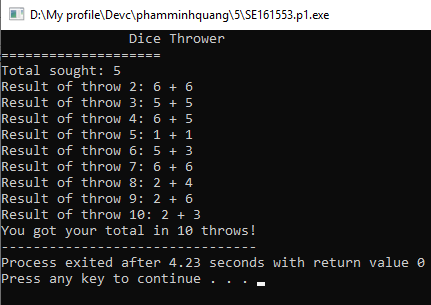 D:\My profile\Devc\phamminhquang\5\SE161553.p1.exe
Dice Thrower
====================
Total sought: 5
Result of throw 2: 6 + 6
Result of throw 3: 5 + 5
Result of throw 4: 6 + 5
Result of throw 5: 1 + 1
Result of throw 6: 5 + 3
Result of throw 7: 6 + 6
Result of throw 8: 2 + 4
Result of throw 9: 2 + 6
Result of throw 10: 2 + 3
You got your total in 10 throws!
--------------------------------
Process exited after 4.23 seconds with return value 0
Press any key to continue . . .